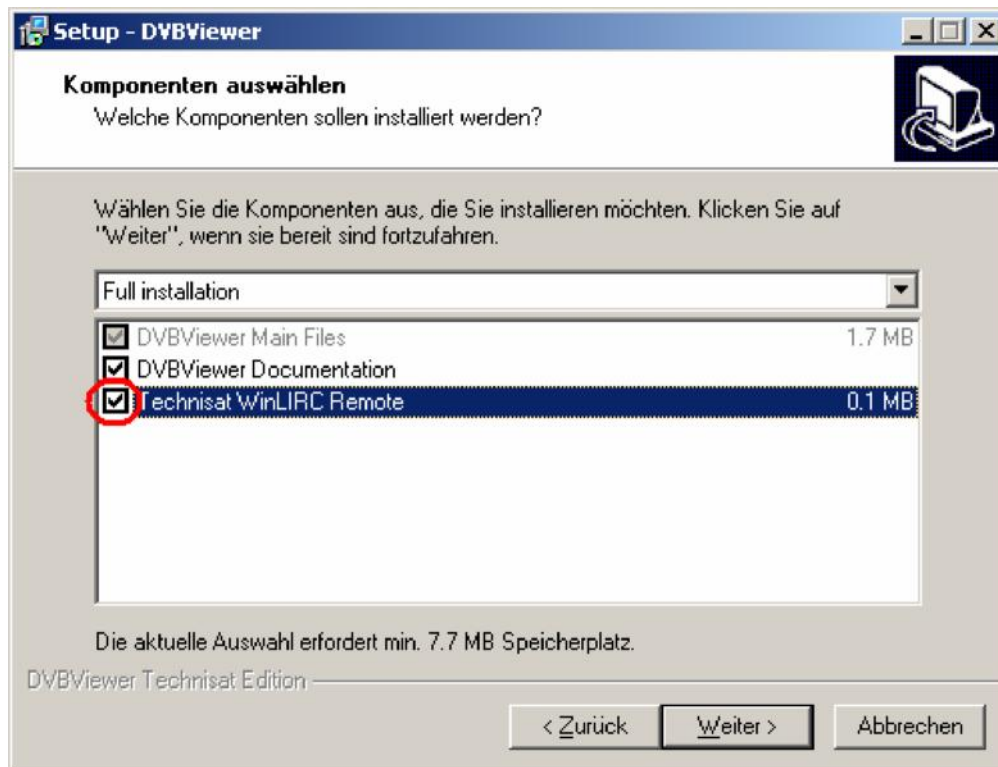 Setup - DVBViewer
Komponenten auswählen
Welche Komponenten sollen installiert werden?
Wählen Sie die Komponenten aus, die Sie installieren möchten. Klicken Sie auf
"Weiter", wenn sie bereit sind fortzufahren.
Full installation
DVBViewer Main Files 1.7 MB
DVBViewer Documentation
Technisat WinLIRC Remote 0.1 MB
Die aktuelle Auswahl erfordert min. 7.7 MB Speicherplatz.
DVBViewer Technisat Edition
< Zurück Weiter > Abbrechen